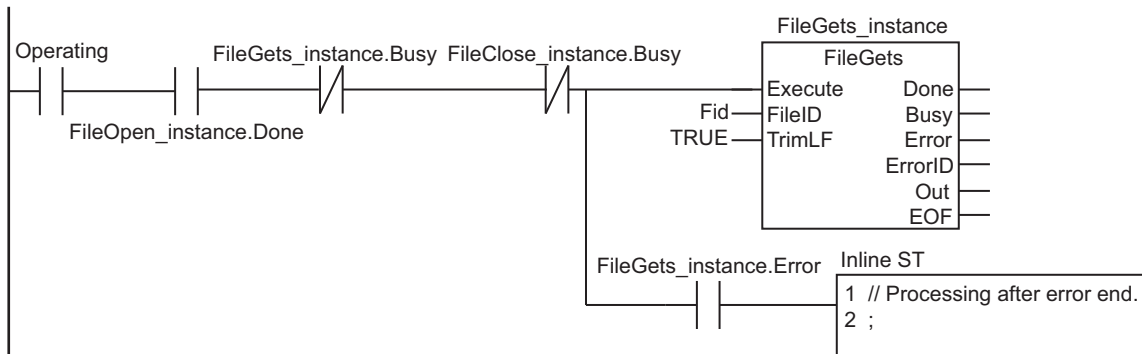 FileGets_instance
Operating
FileGets_instance.Busy
FileClose_instance.Busy
FileGets
Execute
Done
FileOpen_instance.Done
Fid
FileID
Busy
TRUE
TrimLF
Error
ErrorID
Out
EOF
FileGets_instance.Error
Inline ST
1 // Processing after error end.
2 ;